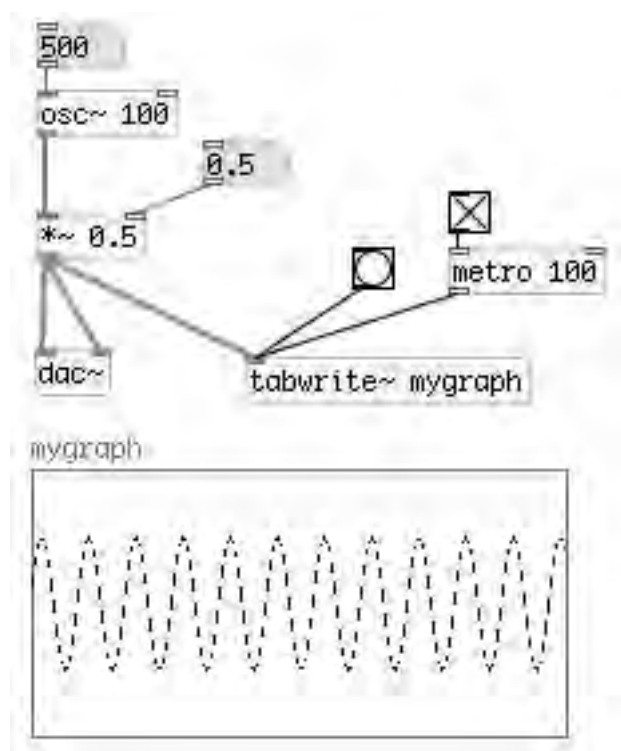 500
osc~ 100
0.5
*~ 0.5
metro 100
dac~
tabwrite~ mygraph
mygraph